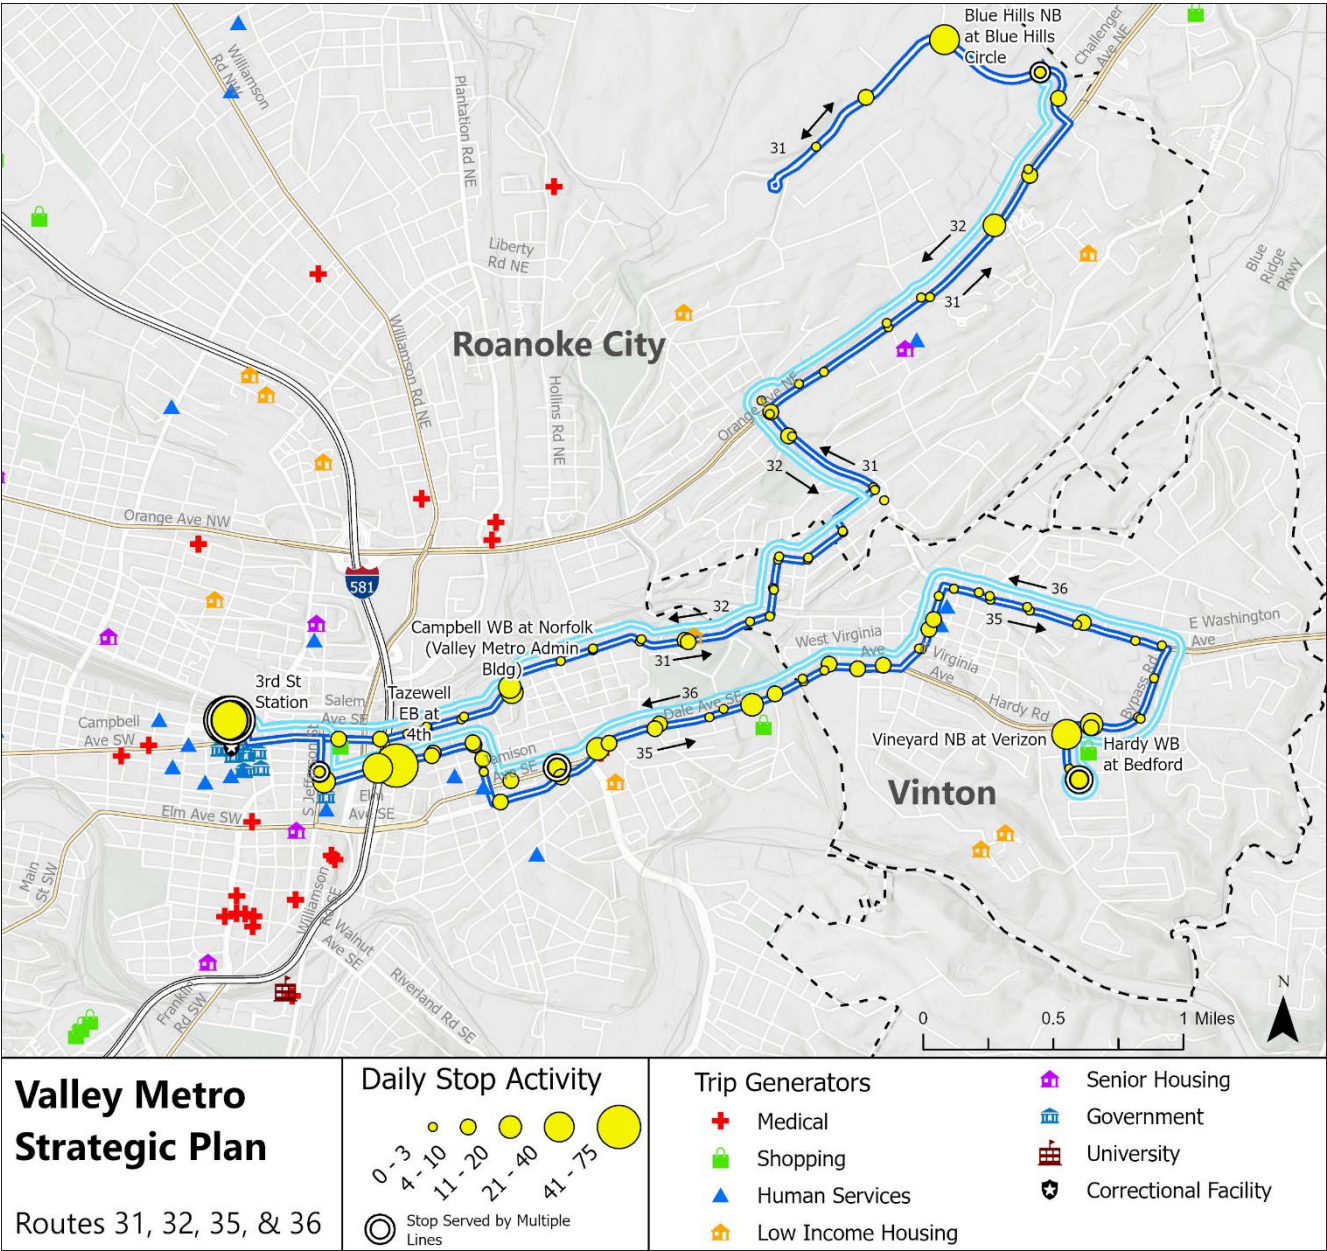 Blue Hills NB
at Blue Hills
Circle
Challenger
Ave NE
Williamson
Rd NW
Plantation Rd NE
31
Liberty
Rd NE
32
31
Blue
Ridge
Pkwy
Roanoke City
Williamson
Rd NE
Hollins Rd NE
Orange Ave NE
32
31
Orange Ave NW
581
36
35
E Washington
Ave
32
Campbell WB at Norfolk
(Valley Metro Admin
Bldg)
31
West Virginia
Ave
Virginia
Ave
Bypass Rd
3rd St
Station
Salem
Ave SE
Tazewell
EB at
4th
36
Dale Ave SE
35
Hardy Rd
Campbell
Ave SW
Vineyard NB at Verizon
Hardy WB
at Bedford
Jamison
Ave SE
S Jefferson St
Elm
Ave SE
Elm Ave SW
Vinton
Main
St SW
Williamson
Rd SE
Walnut
Ave SE
Riverland Rd SE
Franklin
Rd SW
N
0 0.5 1 Miles
Valley Metro
Strategic Plan
Routes 31, 32, 35, & 36
Daily Stop Activity
0 - 3
4 - 10
11 - 20
21 - 40
41 - 75
Stop Served by Multiple
Lines
Trip Generators
Medical
Shopping
Human Services
Low Income Housing
Senior Housing
Government
University
Correctional Facility